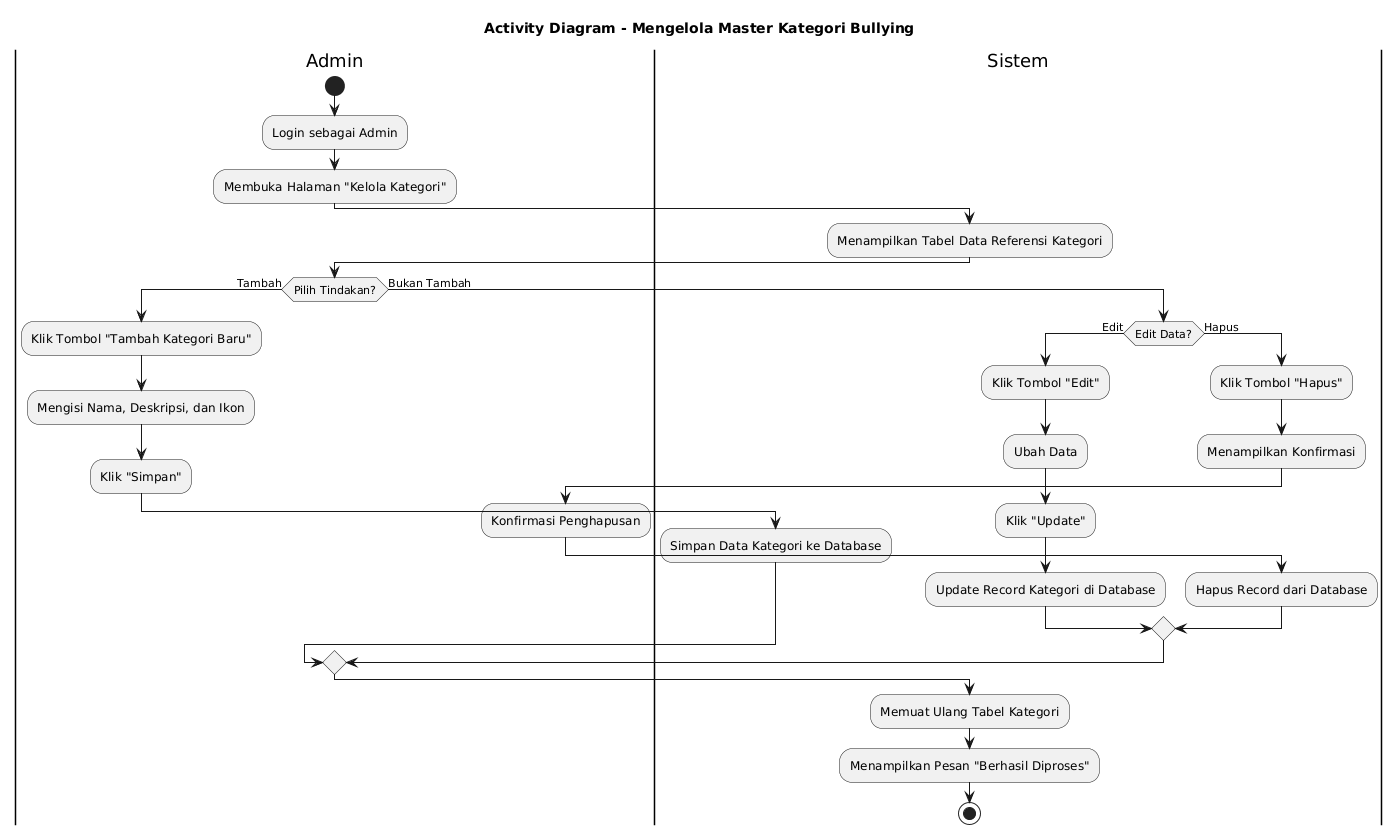 Activity Diagram - Mengelola Master Kategori Bullying
Admin
Sistem
Login sebagai Admin
Membuka Halaman "Kelola Kategori"
Menampilkan Tabel Data Referensi Kategori
Tambah
Pilih Tindakan?
Bukan Tambah
Klik Tombol "Tambah Kategori Baru"
Edit
Edit Data?
Hapus
Klik Tombol "Edit"
Klik Tombol "Hapus"
Mengisi Nama, Deskripsi, dan Ikon
Ubah Data
Menampilkan Konfirmasi
Klik "Simpan"
Konfirmasi Penghapusan
Klik "Update"
Simpan Data Kategori ke Database
Update Record Kategori di Database
Hapus Record dari Database
Memuat Ulang Tabel Kategori
Menampilkan Pesan "Berhasil Diproses"